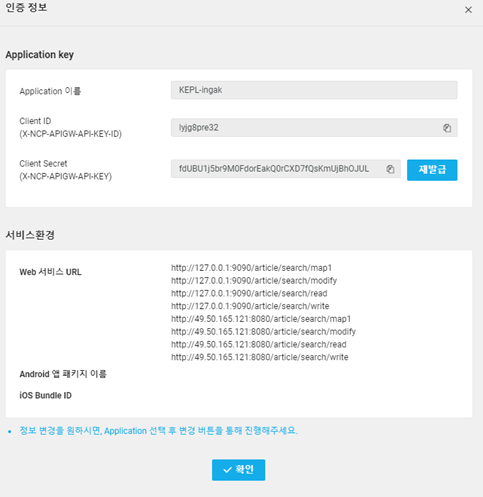 인증 정보
Application key
Application 이름
KEPL-ingak
Client ID
(X-NCP-APIGW-API-KEY-ID)
lyjg8pre32
Client Secret
(X-NCP-APIGW-API-KEY)
fdUBU1j5br9M0FdorEakQ0rCXD7fQsKmUjBhOJUL
재발급
서비스환경
Web 서비스 URL
http://127.0.0.1:9090/article/search/map1
http://127.0.0.1:9090/article/search/modify
http://127.0.0.1:9090/article/search/read
http://127.0.0.1:9090/article/search/write
http://49.50.165.121:8080/article/search/map1
http://49.50.165.121:8080/article/search/modify
http://49.50.165.121:8080/article/search/read
http://49.50.165.121:8080/article/search/write
Android 앱 패키지 이름
iOS Bundle ID
정보 변경을 원하시면, Application 선택 후 변경 버튼을 통해 진행해주세요.
확인